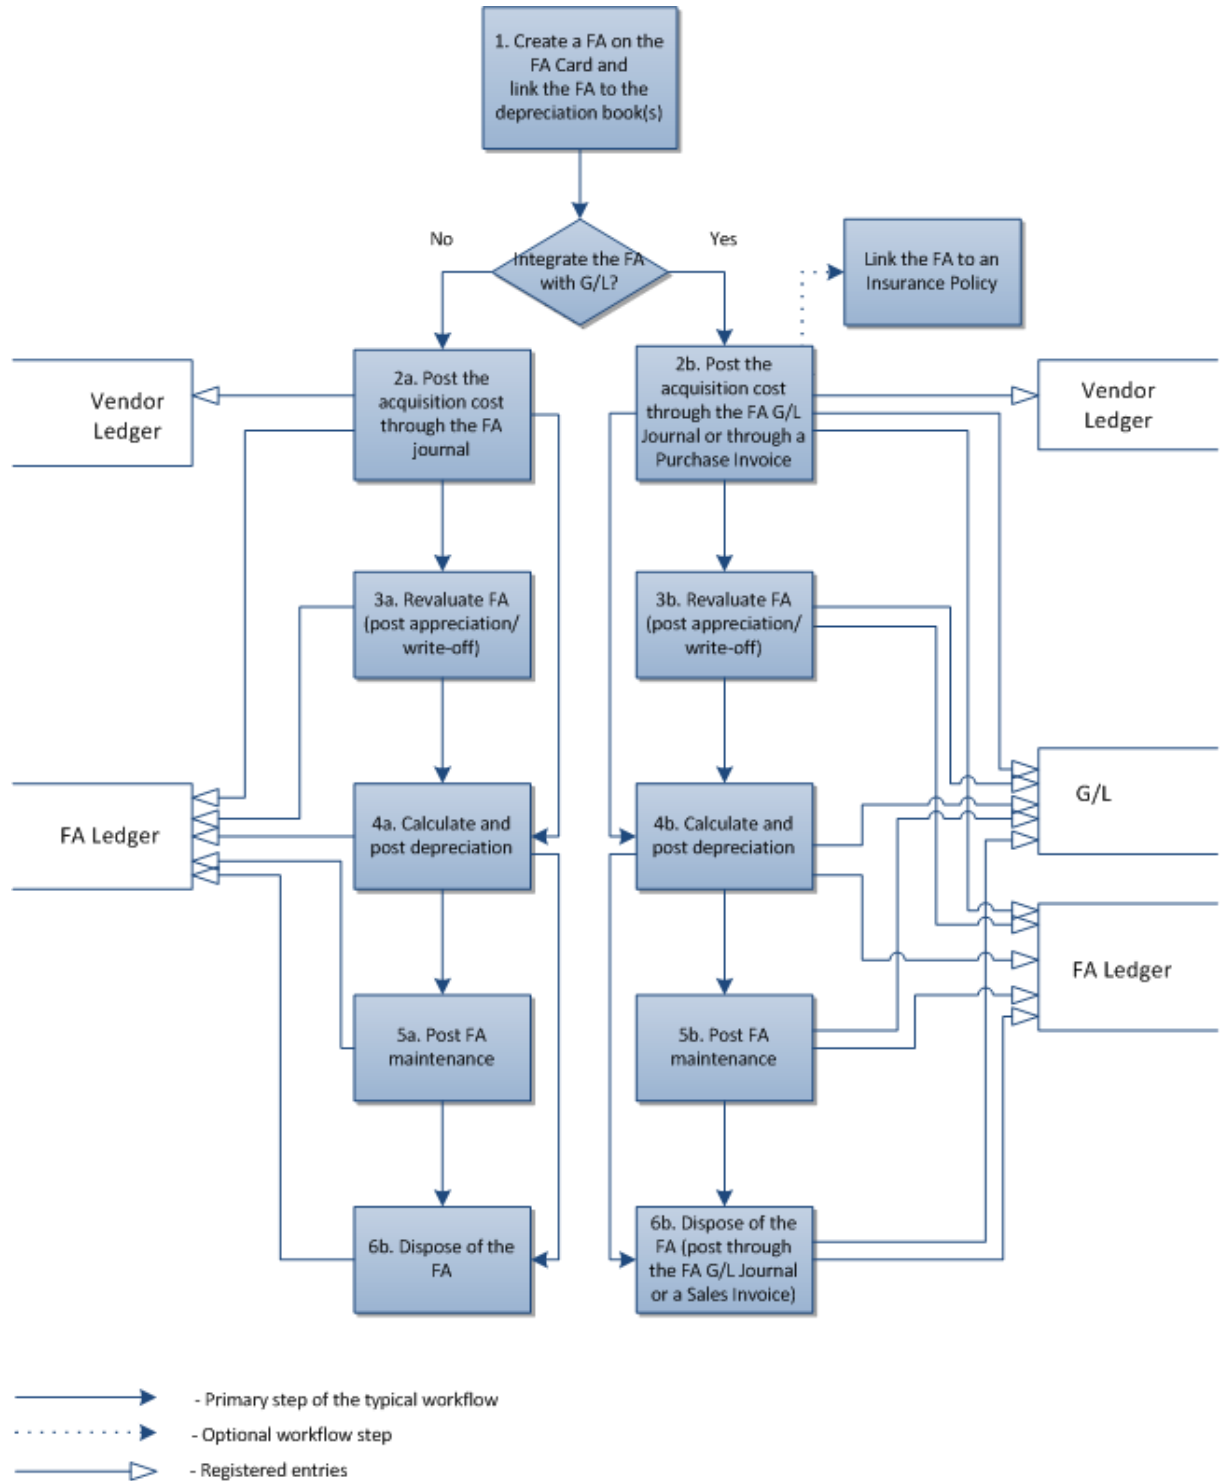 1. Create a FA on the
FA Card and
link the FA to the
depreciation book(s)
No
Yes
Integrate the FA
with G/L?
Link the FA to an
Insurance Policy
Vendor
Ledger
2a. Post the
acquisition cost
through the FA
journal
2b. Post the
acquisition cost
through the FA G/L
Journal or through a
Purchase Invoice
Vendor
Ledger
3a. Revaluate FA
(post appreciation/
write-off)
3b. Revaluate FA
(post appreciation/
write-off)
G/L
FA Ledger
4a. Calculate and
post depreciation
4b. Calculate and
post depreciation
FA Ledger
5a. Post FA
maintenance
5b. Post FA
maintenance
6b. Dispose of the
FA
6b. Dispose of the
FA (post through
the FA G/L Journal
or a Sales Invoice)
- Primary step of the typical workflow
- Optional workflow step
- Registered entries